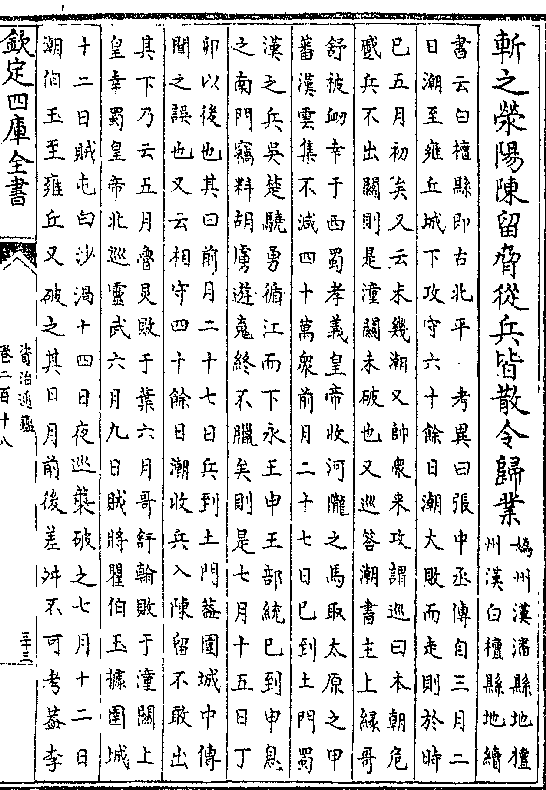 斬之滎陽陳留脅從兵皆散令歸業
媯州漢潘縣地檀
州漢白檀縣地續
書云白檀縣即古北平 考異曰張中丞傳自三月二
日潮至雍丘城下攻守六十餘日潮大敗而走則於時
已五月初矣又云未幾潮又帥衆来攻謂巡曰本朝危
蹙兵不出關則是潼關未破也又巡答潮書主上縁哥
舒被衂幸于西蜀孝義皇帝收河隴之馬取太原之甲
蕃漢雲集不減四十萬衆前月二十七日已到土門蜀
漢之兵吳楚驍勇循江而下永王申王部統已到申息
之南門竊料胡虜遊䰟終不臘矣則是七月十五日丁
卯以後也其曰前月二十七日兵到土門葢圍城中傳
聞之誤也又云相守四十餘日潮收兵入陳留不敢出
其下乃云五月魯炅敗于葉六月哥舒翰敗于潼關上
皇幸蜀皇帝北巡靈武六月九日賊將瞿伯玉據圍城
十二日賊屯白沙渦十四日夜巡襲破之七月十二日
潮伯玉至雍丘又破之其日月前後差舛不可考葢李
欽定四庫全書
資治通鑑
卷二百十八